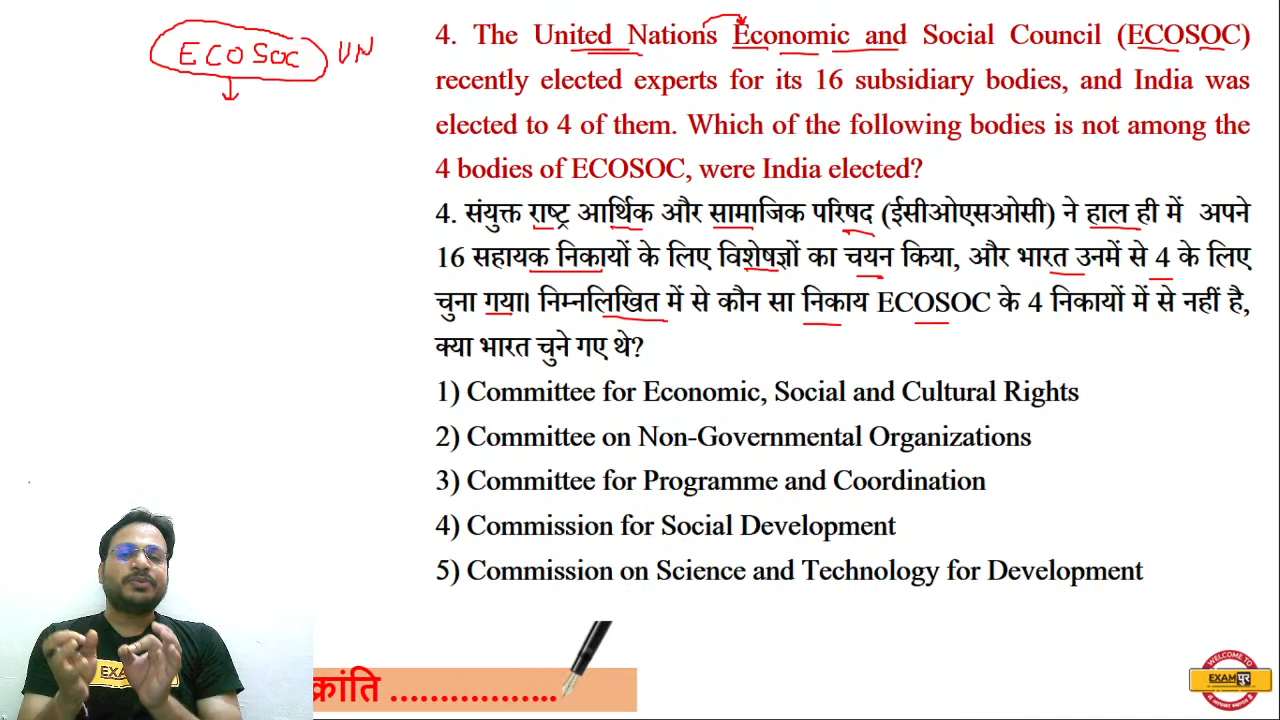 ECOSOC UN
4. The United Nations Economic and Social Council (ECOSOC)
recently elected experts for its 16 subsidiary bodies, and India was
elected to 4 of them. Which of the following bodies is not among the
4 bodies of ECOSOC, were India elected?
4. संयुक्त राष्ट्र आर्थिक और सामाजिक परिषद (ईसीओएसओसी) ने हाल ही में अपने
16 सहायक निकायों के लिए विशेषज्ञों का चयन किया, और भारत उनमें से 4 के लिए
चुना गया। निम्नलिखित में से कौन सा निकाय ECOSOC के 4 निकायों में से नहीं है,
क्या भारत चुने गए थे?
1) Committee for Economic, Social and Cultural Rights
2) Committee on Non-Governmental Organizations
3) Committee for Programme and Coordination
4) Commission for Social Development
5) Commission on Science and Technology for Development
क्रांति ..................
WELCOME TO
EXAM पुर